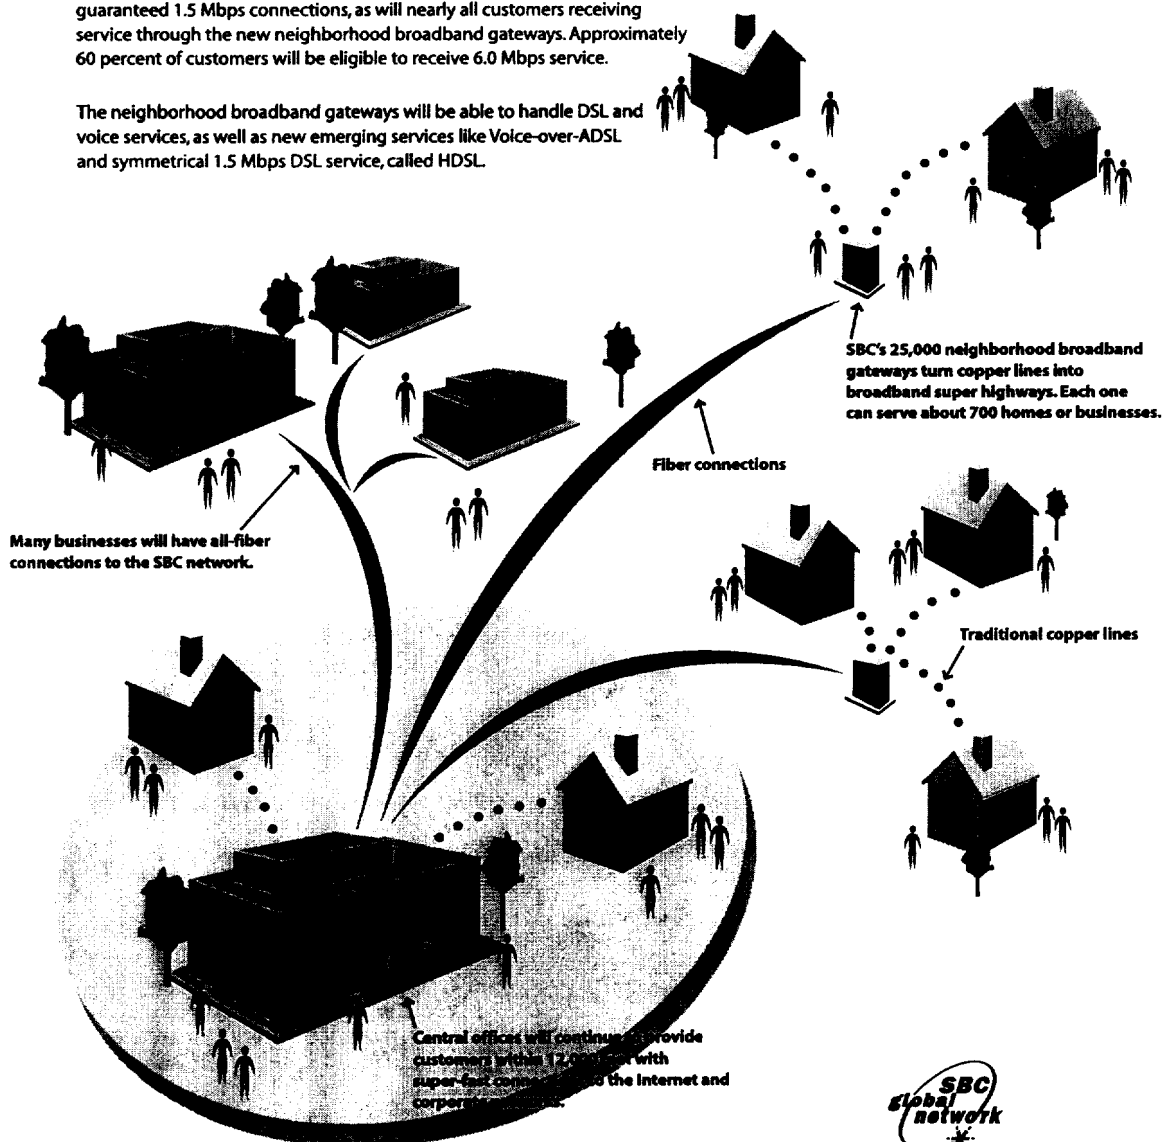 guaranteed 1.5 Mbps connections, as will nearly all customers receiving
service through the new neighborhood broadband gateways. Approximately
60 percent of customers will be eligible to receive 6.0 Mbps service.
The neighborhood broadband gateways will be able to handle DSL and
voice services, as well as new emerging services like Voice-over-ADSL
and symmetrical 1.5 Mbps DSL service, called HDSL.
SBC's 25,000 neighborhood broadband
gateways turn copper lines into
broadband super highways. Each one
can serve about 700 homes or businesses.
Fiber connections
Many businesses will have all-fiber
connections to the SBC network.
Traditional copper lines
Central offices will continue provide
customers within with
super-fast the Internet and
SBC
global
network